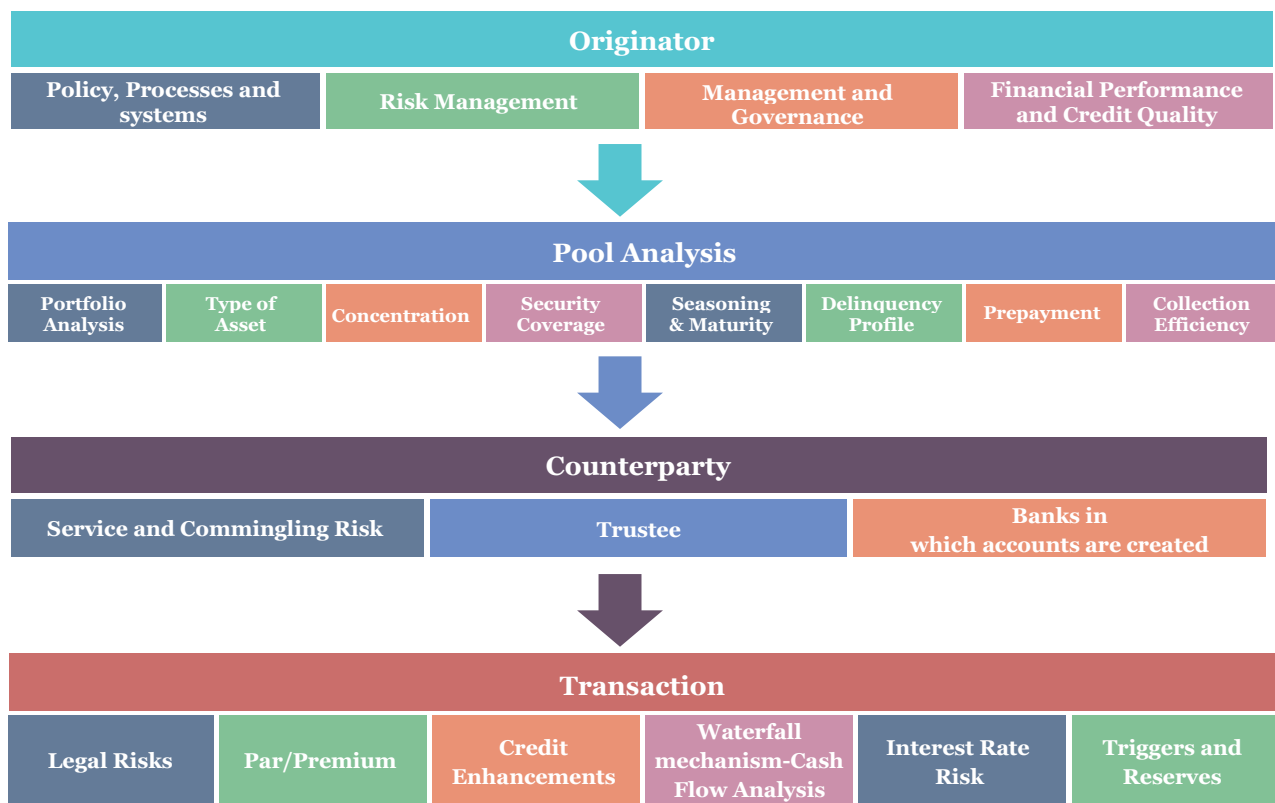 Originator
Policy, Processes and
systems
Risk Management
Management and
Governance
Financial Performance
and Credit Quality
Pool Analysis
Portfolio
Analysis
Type of
Asset
Concentration
Security
Coverage
Seasoning
& Maturity
Delinquency
Profile
Prepayment
Collection
Efficiency
Counterparty
Service and Commingling Risk
Trustee
Banks in
which accounts are created
Transaction
Legal Risks
Par/Premium
Credit
Enhancements
Waterfall
mechanism-Cash
Flow Analysis
Interest Rate
Risk
Triggers and
Reserves